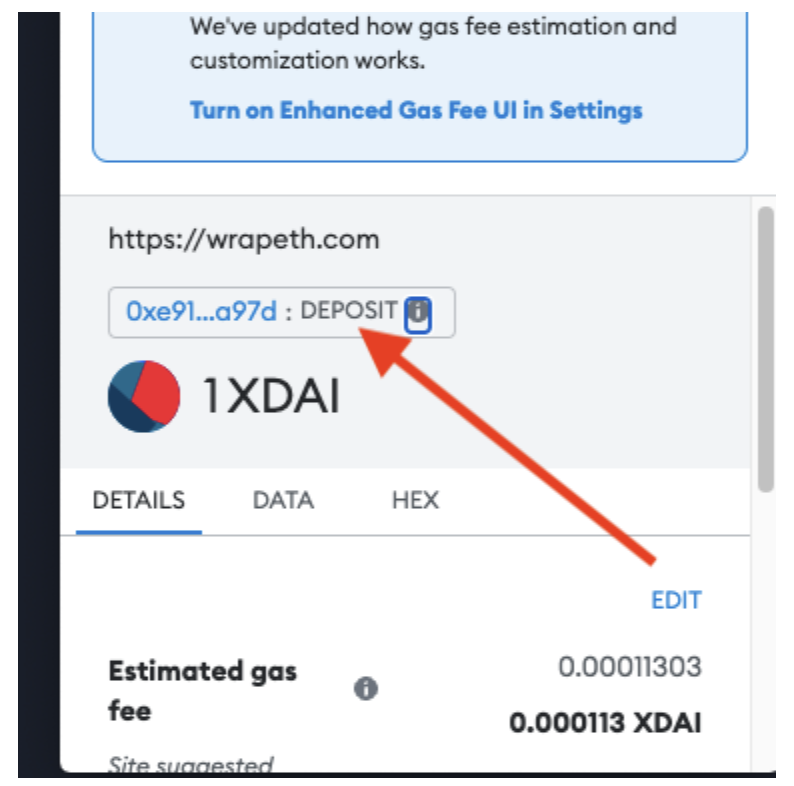 We've updated how gas fee estimation and
customization works.
Turn on Enhanced Gas Fee UI in Settings
https://wrapeth.com
0xe91...a97d : DEPOSIT
1 XDAI
DETAILS DATA HEX
EDIT
Estimated gas
fee
0.00011303
0.000113 XDAI
Site suggested